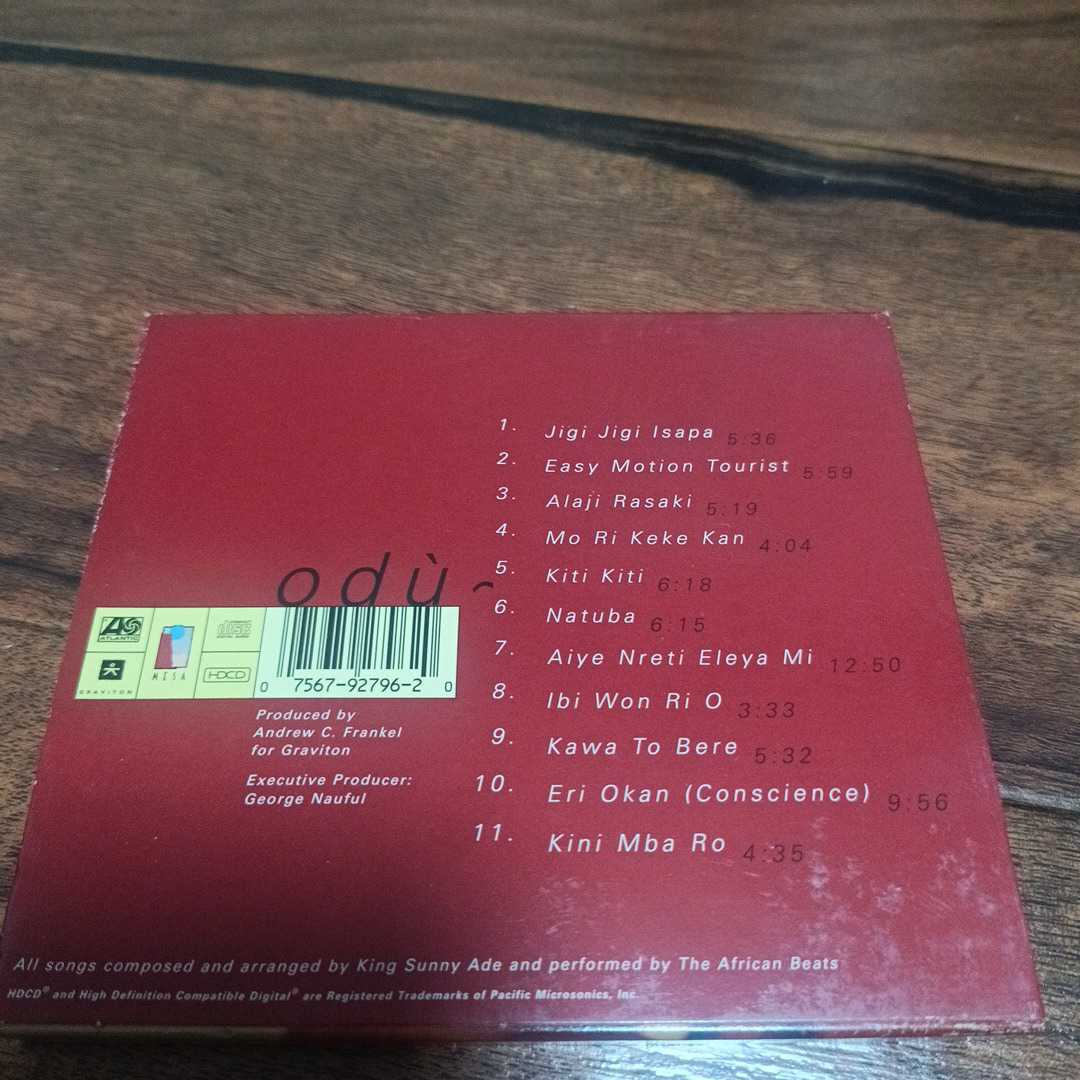 1. Jigi Jigi Isapa 5:36
2. Easy Motion Tourist 5:59
3. Alaji Rasaki 5:19
4. Mo Ri Keke Kan 4:04
5. Kiti Kiti 6:18
6. Natuba 6:15
7. Aiye Nreti Eleya Mi 12:50
8. Ibi Won Ri O 3:33
9. Kawa To Bere 5:32
10. Eri Okan (Conscience) 9:56
11. Kini Mba Ro 4:35
odù
ATLANTIC
GRAVITON
MESA
disc
HDCD
0 7567-92796-2 0
Produced by
Andrew C. Frankel
for Graviton
Executive Producer:
George Nauful
All songs composed and arranged by King Sunny Ade and performed by The African Beats
HDCD® and High Definition Compatible Digital® are Registered Trademarks of Pacific Microsonics, Inc.